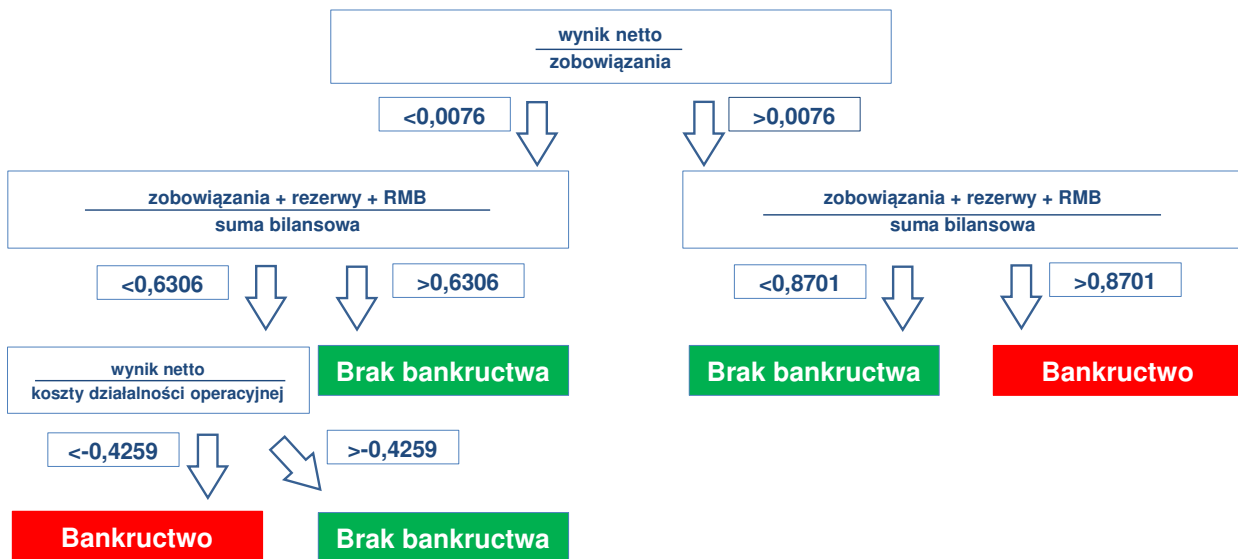 wynik netto
zobowiązania
<0,0076
>0,0076
zobowiązania + rezerwy + RMB
suma bilansowa
zobowiązania + rezerwy + RMB
suma bilansowa
<0,6306
>0,6306
<0,8701
>0,8701
wynik netto
koszty działalności operacyjnej
Brak bankructwa
Brak bankructwa
Bankructwo
<-0,4259
>-0,4259
Bankructwo
Brak bankructwa